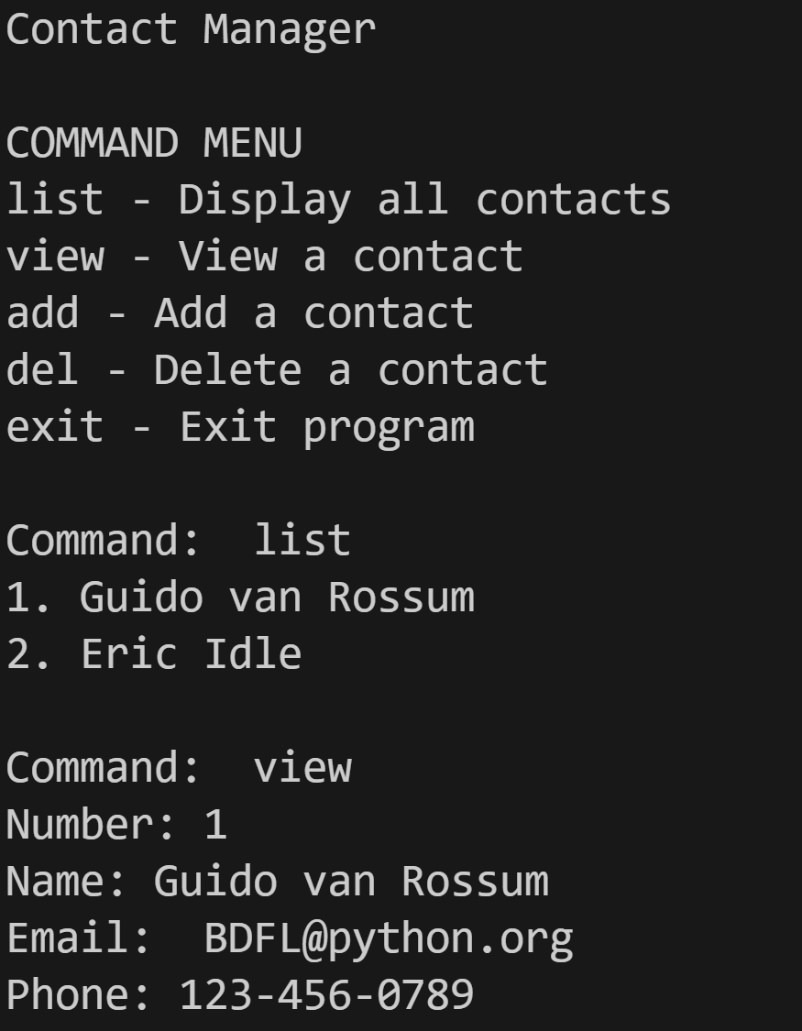 Contact Manager
COMMAND MENU
list - Display all contacts
view - View a contact
add - Add a contact
del - Delete a contact
exit - Exit program
Command:  list
1. Guido van Rossum
2. Eric Idle
Command:  view
Number: 1
Name: Guido van Rossum
Email:  BDFL@python.org
Phone: 123-456-0789